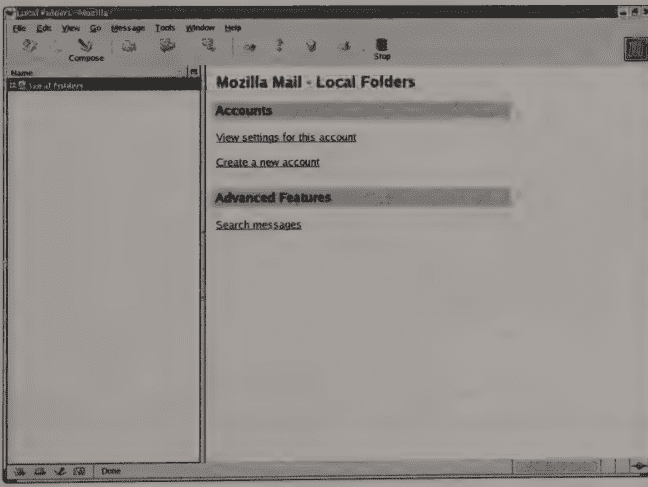 Local Folders - Mozilla
File Edit View Go Message Tools Window Help
Compose Stop
Name
Local Folders
Mozilla Mail - Local Folders
Accounts
View settings for this account
Create a new account
Advanced Features
Search messages
Done